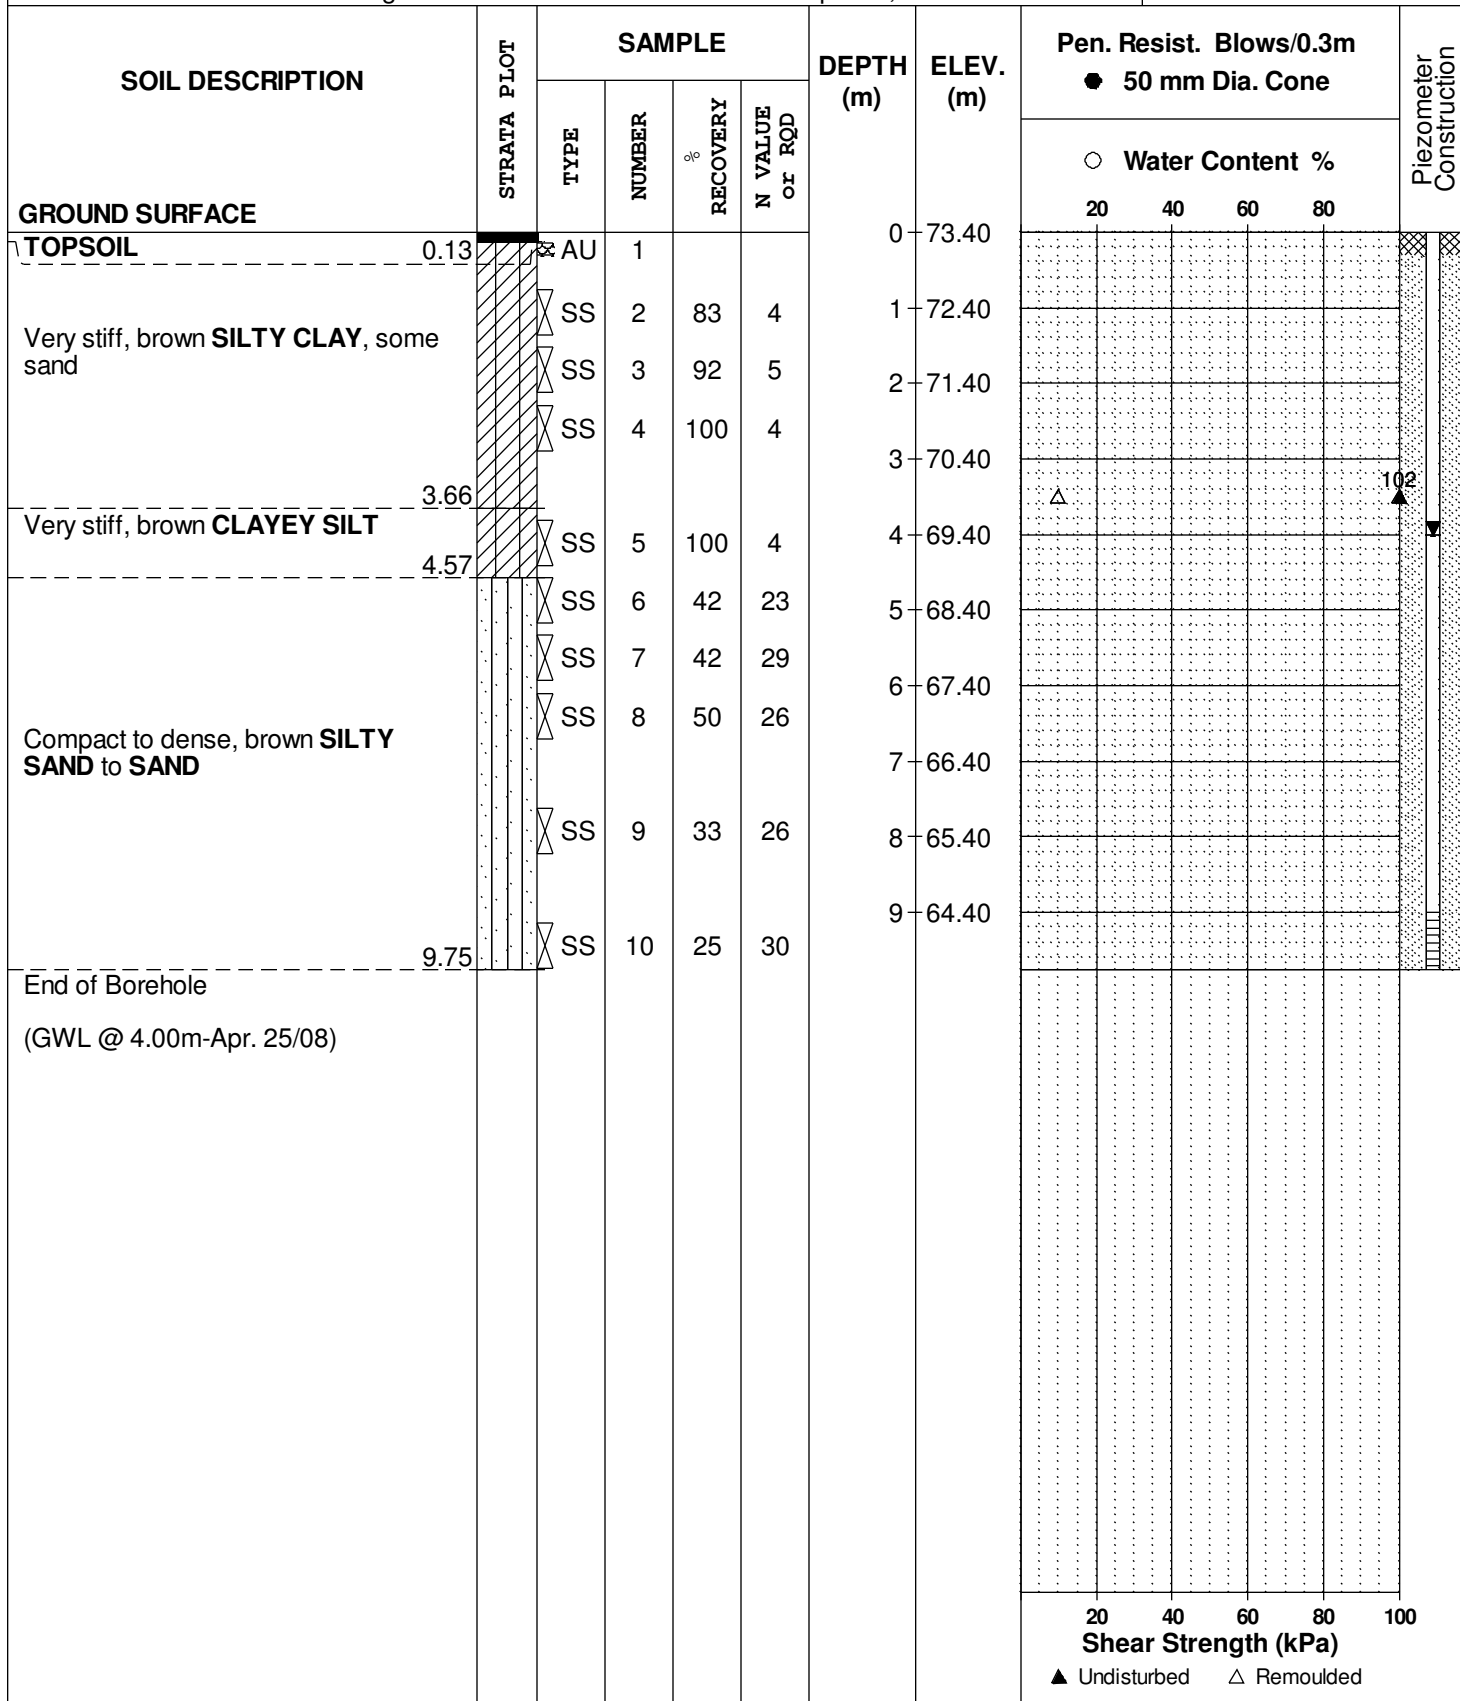 SOIL DESCRIPTION
GROUND SURFACE
STRATA PLOT
SAMPLE
TYPE
NUMBER
% RECOVERY
N VALUE or RQD
DEPTH (m)
ELEV. (m)
Pen. Resist. Blows/0.3m
● 50 mm Dia. Cone
○ Water Content %
20 40 60 80
Piezometer Construction
TOPSOIL 0.13
AU 1
0 73.40
Very stiff, brown SILTY CLAY, some
sand
SS 2 83 4
1 72.40
SS 3 92 5
2 71.40
SS 4 100 4
3 70.40
102
3.66
Very stiff, brown CLAYEY SILT
4.57
SS 5 100 4
4 69.40
SS 6 42 23
5 68.40
SS 7 42 29
6 67.40
SS 8 50 26
Compact to dense, brown SILTY
SAND to SAND
7 66.40
SS 9 33 26
8 65.40
9 64.40
SS 10 25 30
9.75
End of Borehole
(GWL @ 4.00m-Apr. 25/08)
20 40 60 80 100
Shear Strength (kPa)
▲ Undisturbed △ Remoulded